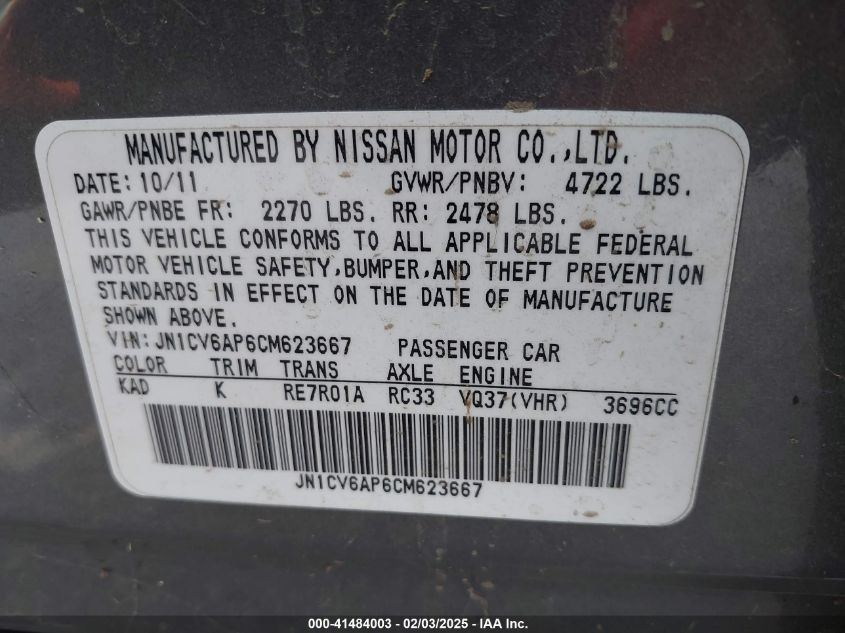 MANUFACTURED BY NISSAN MOTOR CO.,LTD.
DATE: 10/11 GVWR/PNBV: 4722 LBS.
GAWR/PNBE FR: 2270 LBS. RR: 2478 LBS.
THIS VEHICLE CONFORMS TO ALL APPLICABLE FEDERAL
MOTOR VEHICLE SAFETY,BUMPER,AND THEFT PREVENTION
STANDARDS IN EFFECT ON THE DATE OF MANUFACTURE
SHOWN ABOVE.
VIN: JN1CV6AP6CM623667 PASSENGER CAR
COLOR TRIM TRANS AXLE ENGINE
KAD K RE7R01A RC33 VQ37(VHR) 3696CC
JN1CV6AP6CM623667
000-41484003 - 02/03/2025 - IAA Inc.